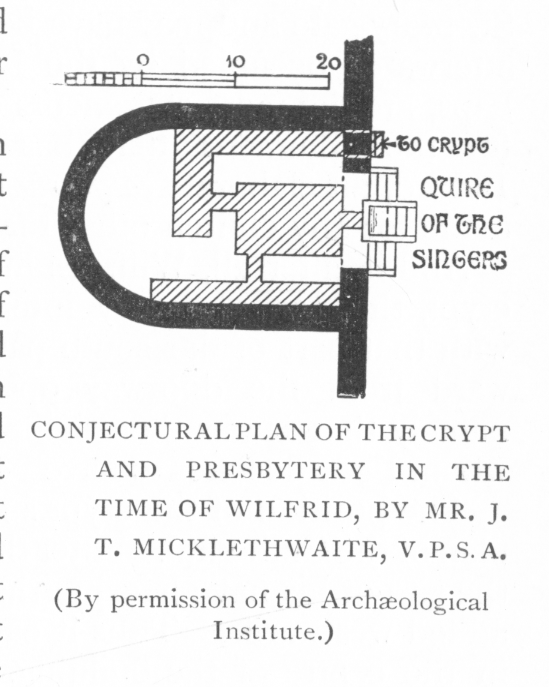 0 10 20
TO CRYPT
QUIRE
OF THE
SINGERS
CONJECTURAL PLAN OF THE CRYPT
AND PRESBYTERY IN THE
TIME OF WILFRID, BY MR. J.
T. MICKLETHWAITE, V.P.S.A.
(By permission of the Archæological
Institute.)